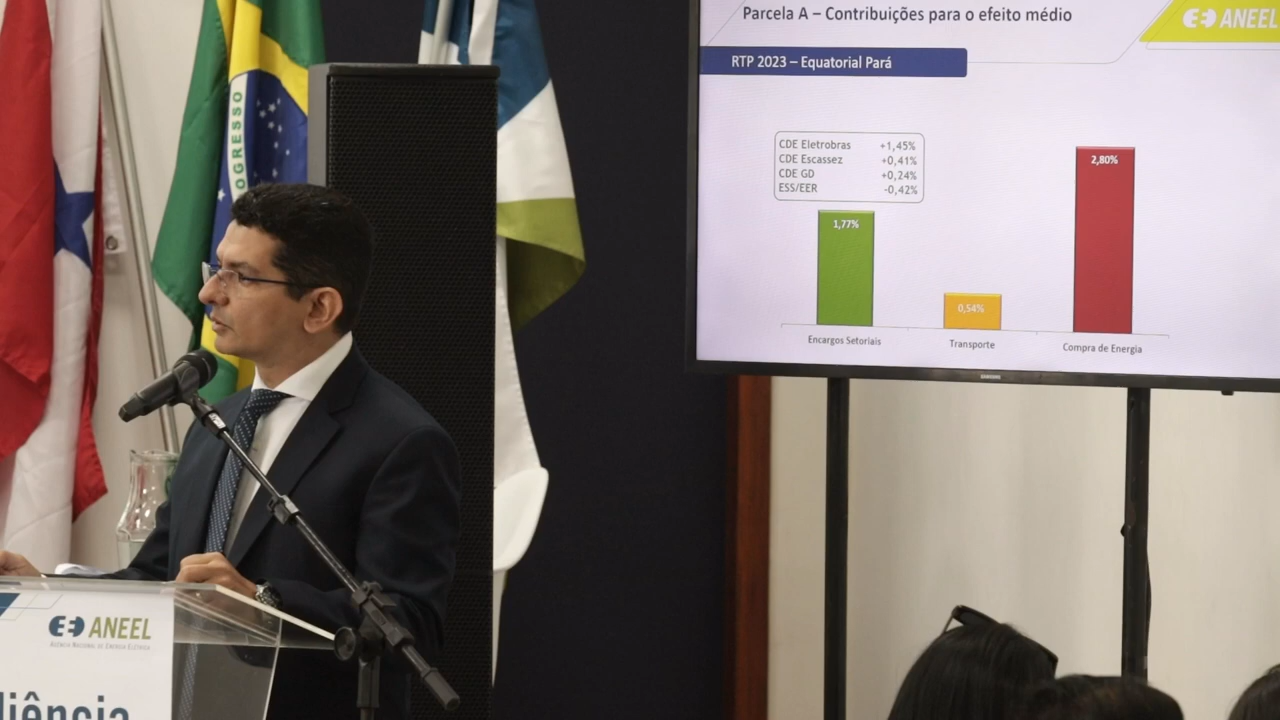 Parcela A – Contribuições para o efeito médio
ANEEL
RTP 2023 – Equatorial Pará
CDE Eletrobras +1,45%
CDE Escassez +0,41%
CDE GD +0,24%
ESS/EER -0,42%
1,77%
0,54%
2,80%
Encargos Setoriais
Transporte
Compra de Energia
SAMSUNG
OGRESSO
ANEEL
AGÊNCIA NACIONAL DE ENERGIA ELÉTRICA
diência